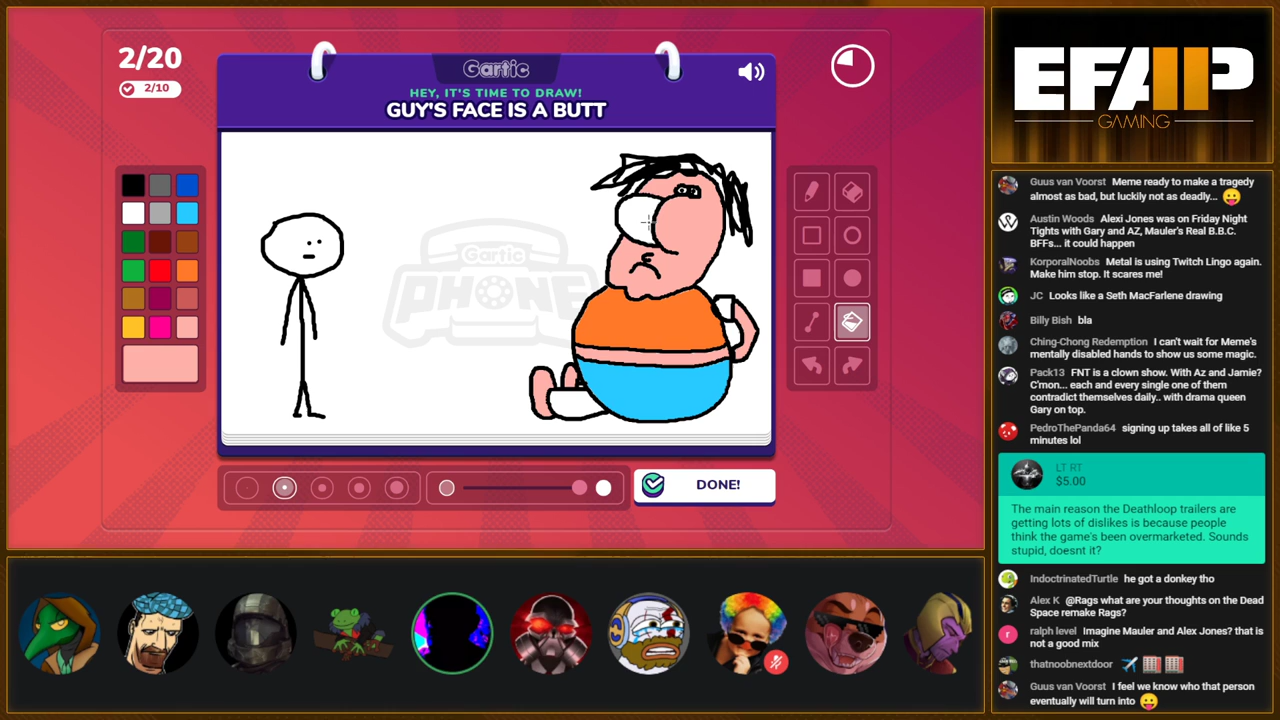 2/20
2/10
Gartic
HEY, IT'S TIME TO DRAW!
GUY'S FACE IS A BUTT
Gartic
PHONE
DONE!
EFAP
GAMING
Guus van Voorst Meme ready to make a tragedy
almost as bad, but luckily not as deadly... 😛
Austin Woods Alexi Jones was on Friday Night
Tights with Gary and AZ, Mauler's Real B.B.C.
BFFs... it could happen
KorporalNoobs Metal is using Twitch Lingo again.
Make him stop. It scares me!
JC Looks like a Seth MacFarlene drawing
Billy Bish bla
Ching-Chong Redemption I can't wait for Meme's
mentally disabled hands to show us some magic.
Pack13 FNT is a clown show. With Az and Jamie?
C'mon... each and every single one of them
contradict themselves daily.. with drama queen
Gary on top.
PedroThePanda64 signing up takes all of like 5
minutes lol
LT RT
$5.00
The main reason the Deathloop trailers are
getting lots of dislikes is because people
think the game's been overmarketed. Sounds
stupid, doesnt it?
IndoctrinatedTurtle he got a donkey tho
Alex K @Rags what are your thoughts on the Dead
Space remake Rags?
r
ralph level Imagine Mauler and Alex Jones? that is
not a good mix
thatnoobnextdoor ✈️ 🏢 🏢
Guus van Voorst I feel we know who that person
eventually will turn into 😛